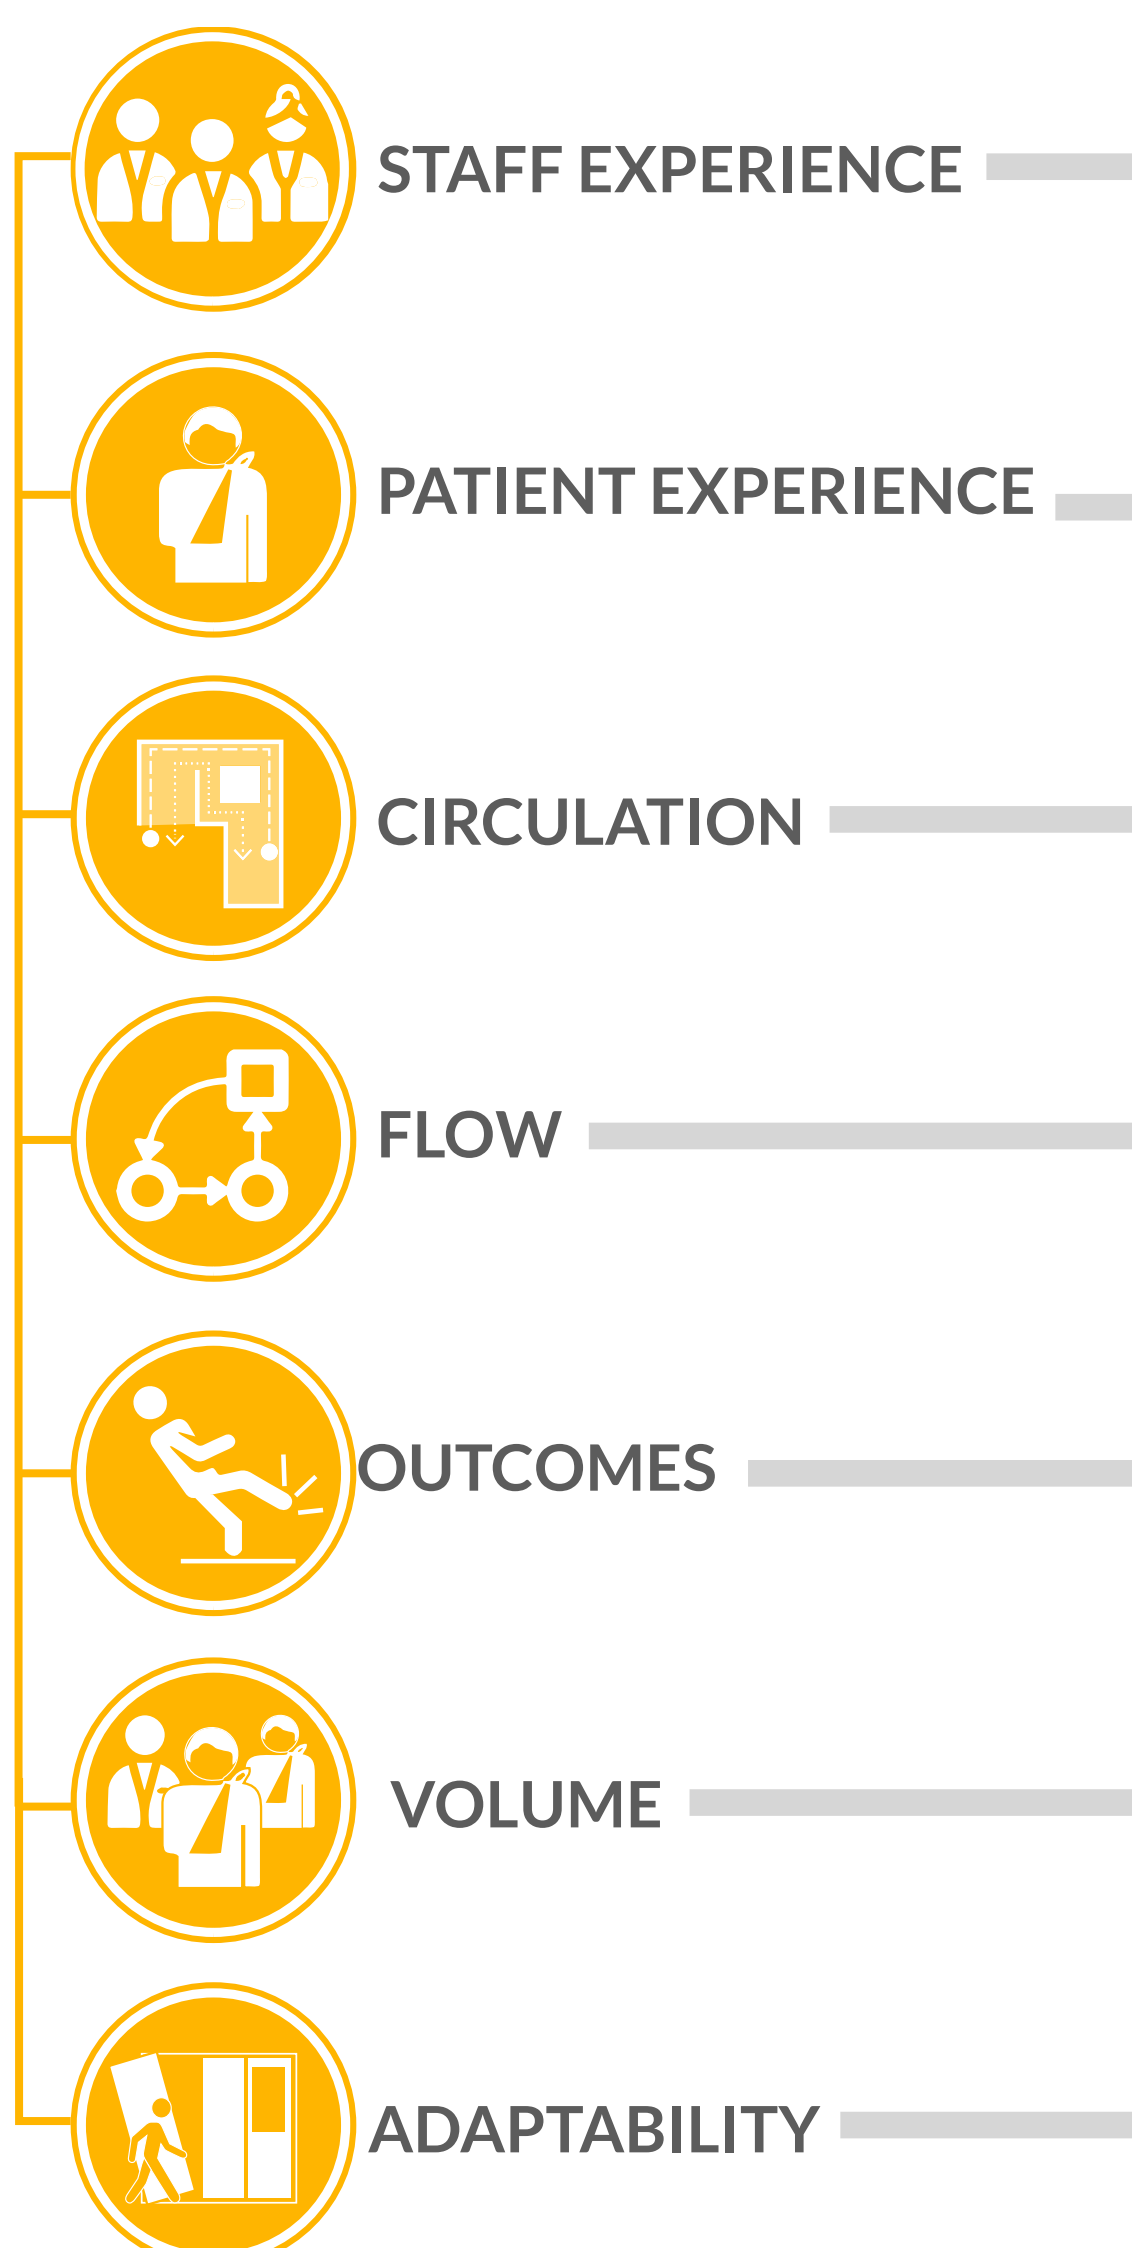 STAFF EXPERIENCE
PATIENT EXPERIENCE
CIRCULATION
FLOW
OUTCOMES
VOLUME
ADAPTABILITY